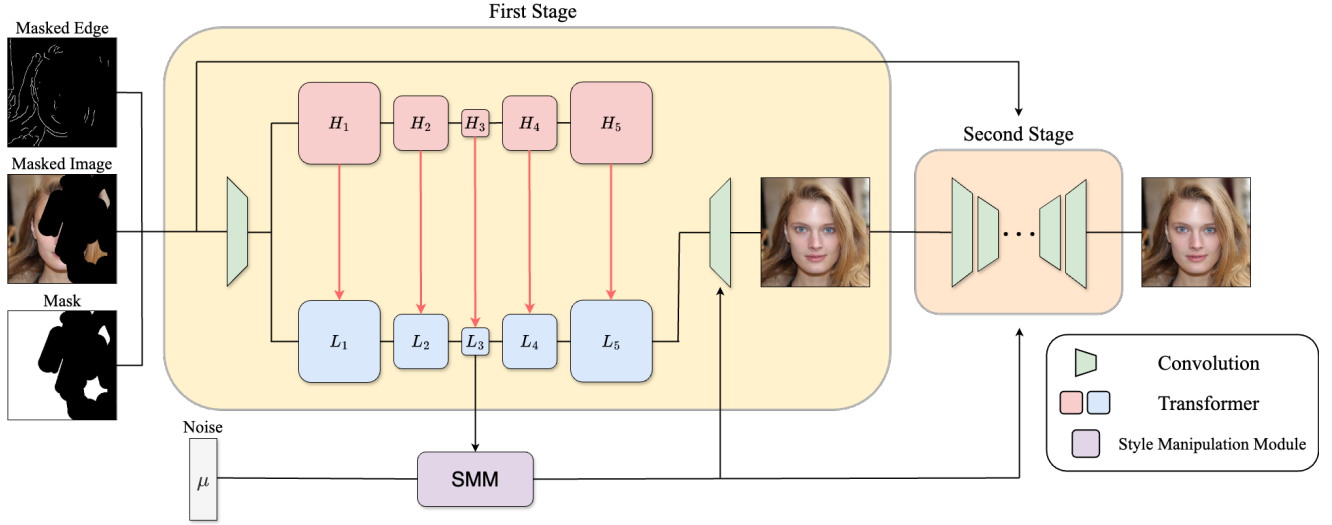 First Stage
Masked Edge
Masked Image
Mask
H₁
H₂
H₃
H₄
H₅
L₁
L₂
L₃
L₄
L₅
Second Stage
Noise
μ
SMM
Convolution
Transformer
Style Manipulation Module